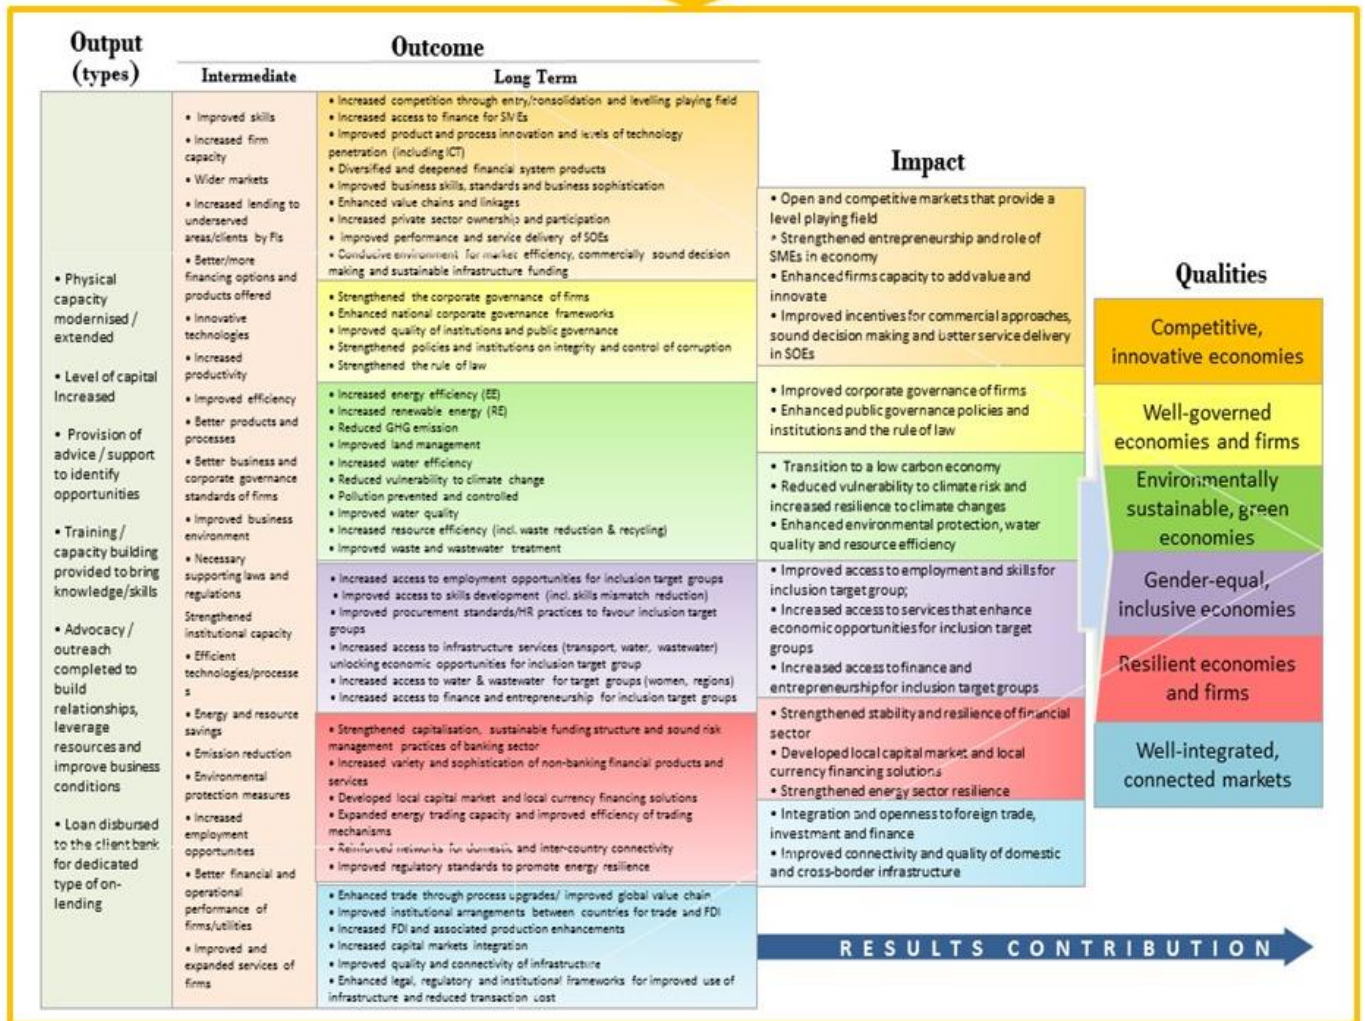 Output
(types)
Outcome
Intermediate
Long Term
• Physical
capacity
modernised /
extended
• Level of capital
Increased
• Provision of
advice / support
to identify
opportunities
• Training /
capacity building
provided to bring
knowledge/skills
• Advocacy /
outreach
completed to
build
relationships,
leverage
resources and
improve business
conditions
• Loan disbursed
to the client bank
for dedicated
type of on-
lending
• Improved skills
• Increased firm
capacity
• Wider markets
• Increased lending to
underserved
areas/clients by FIs
• Better/more
financing options and
products offered
• Innovative
technologies
• Increased
productivity
• Improved efficiency
• Better products and
processes
• Better business and
corporate governance
standards of firms
• Improved business
environment
• Necessary
supporting laws and
regulations
Strengthened
institutional capacity
• Efficient
technologies/processe
s
• Energy and resource
savings
• Emission reduction
• Environmental
protection measures
• Increased
employment
opportunities
• Better financial and
operational
performance of
firms/utilities
• Improved and
expanded services of
firms
• Increased competition through entry/consolidation and levelling playing field
• Increased access to finance for SMEs
• Improved product and process innovation and levels of technology
penetration (including ICT)
• Diversified and deepened financial system products
• Improved business skills, standards and business sophistication
• Enhanced value chains and linkages
• Increased private sector ownership and participation
• Improved performance and service delivery of SOEs
• Conducive environment for market efficiency, commercially sound decision
making and sustainable infrastructure funding
• Strengthened the corporate governance of firms
• Enhanced national corporate governance frameworks
• Improved quality of institutions and public governance
• Strengthened policies and institutions on integrity and control of corruption
• Strengthened the rule of law
• Increased energy efficiency (EE)
• Increased renewable energy (RE)
• Reduced GHG emission
• Improved land management
• Increased water efficiency
• Reduced vulnerability to climate change
• Pollution prevented and controlled
• Improved water quality
• Increased resource efficiency (incl. waste reduction & recycling)
• Improved waste and wastewater treatment
• Increased access to employment opportunities for inclusion target groups
• Improved access to skills development (incl. skills mismatch reduction)
• Improved procurement standards/HR practices to favour inclusion target
groups
• Increased access to infrastructure services (transport, water, wastewater)
unlocking economic opportunities for inclusion target group
• Increased access to water & wastewater for target groups (women, regions)
• Increased access to finance and entrepreneurship for inclusion target groups
• Strengthened capitalisation, sustainable funding structure and sound risk
management practices of banking sector
• Increased variety and sophistication of non-banking financial products and
services
• Developed local capital market and local currency financing solutions
• Expanded energy trading capacity and improved efficiency of trading
mechanisms
• Reinforced networks for domestic and inter-country connectivity
• Improved regulatory standards to promote energy resilience
• Enhanced trade through process upgrades/ improved global value chain
• Improved institutional arrangements between countries for trade and FDI
• Increased FDI and associated production enhancements
• Increased capital markets integration
• Improved quality and connectivity of infrastructure
• Enhanced legal, regulatory and institutional frameworks for improved use of
infrastructure and reduced transaction cost
Impact
• Open and competitive markets that provide a
level playing field
• Strengthened entrepreneurship and role of
SMEs in economy
• Enhanced firms capacity to add value and
innovate
• Improved incentives for commercial approaches,
sound decision making and better service delivery
in SOEs
• Improved corporate governance of firms
• Enhanced public governance policies and
institutions and the rule of law
• Transition to a low carbon economy
• Reduced vulnerability to climate risk and
increased resilience to climate changes
• Enhanced environmental protection, water
quality and resource efficiency
• Improved access to employment and skills for
inclusion target group;
• Increased access to services that enhance
economic opportunities for inclusion target
groups
• Increased access to finance and
entrepreneurship for inclusion target groups
• Strengthened stability and resilience of financial
sector
• Developed local capital market and local
currency financing solutions
• Strengthened energy sector resilience
• Integration and openness to foreign trade,
investment and finance
• Improved connectivity and quality of domestic
and cross-border infrastructure
Qualities
Competitive,
innovative economies
Well-governed
economies and firms
Environmentally
sustainable, green
economies
Gender-equal,
inclusive economies
Resilient economies
and firms
Well-integrated,
connected markets
RESULTS CONTRIBUTION